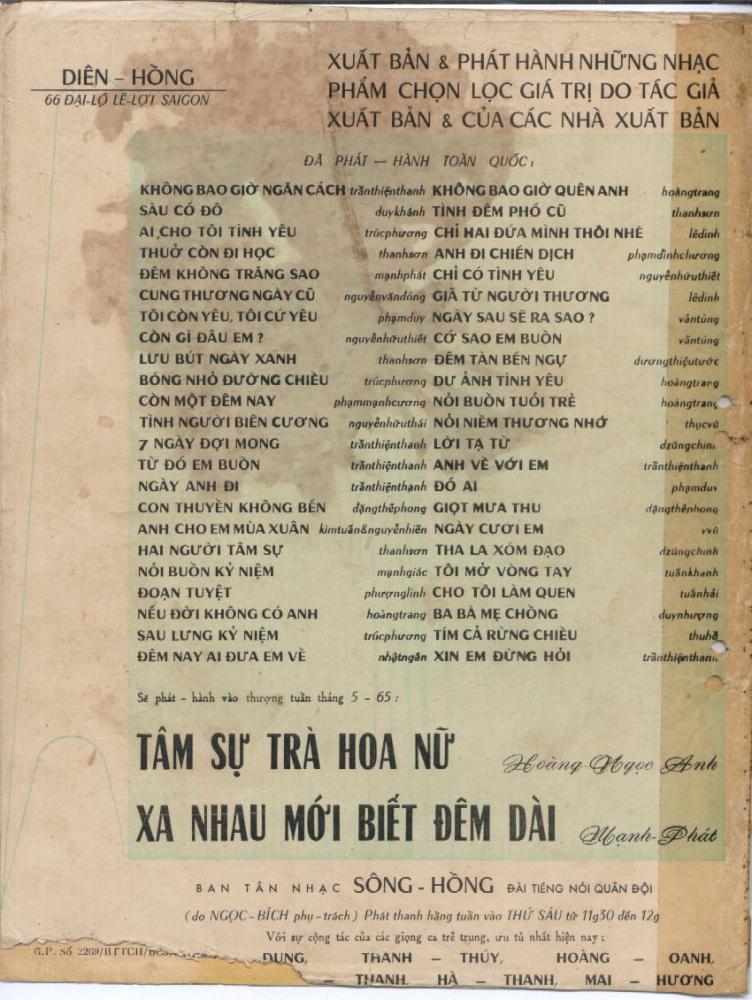 DIÊN – HỒNG
66 ĐẠI-LỘ LÊ-LỢI SAIGON
XUẤT BẢN & PHÁT HÀNH NHỮNG NHẠC
PHẨM CHỌN LỌC GIÁ TRỊ DO TÁC GIẢ
XUẤT BẢN & CỦA CÁC NHÀ XUẤT BẢN
ĐÃ PHÁT — HÀNH TOÀN QUỐC :
KHÔNG BAO GIỜ NGĂN CÁCH trầnthiệnthanh KHÔNG BAO GIỜ QUÊN ANH hoàngtrang
SÀU CỐ ĐÔ duykhánh TÌNH ĐÊM PHỐ CŨ thanhsơn
AI CHO TÔI TÌNH YÊU trúcphương CHỈ HAI ĐỨA MÌNH THÔI NHÉ lêdinh
THUỞ CÒN ĐI HỌC thanhsơn ANH ĐI CHIẾN DỊCH phạmđìnhchương
ĐÊM KHÔNG TRĂNG SAO mạnhphát CHỈ CÓ TÌNH YÊU nguyễnhữuthiết
CUNG THƯƠNG NGÀY CŨ nguyễnvănđông GIÃ TỪ NGƯỜI THƯƠNG lêdinh
TÔI CÒN YÊU, TÔI CỨ YÊU phạmduy NGÀY SAU SẼ RA SAO ? văntùng
CÒN GÌ ĐÂU EM ? nguyễnhữuthiết CỚ SAO EM BUỒN văntùng
LƯU BÚT NGÀY XANH thanhsơn ĐÊM TÀN BẾN NGỰ dươngthiệutước
BÓNG NHỎ ĐƯỜNG CHIỀU trúcphương DƯ ÂNH TÌNH YÊU hoàngtrang
CÒN MỘT ĐÊM NAY phạmmạnhcương NỖI BUỒN TUỔI TRẺ hoàngtrang
TÌNH NGƯỜI BIÊN CƯƠNG nguyễnhữuthái NỖI NIỀM THƯƠNG NHỚ thụcvũ
7 NGÀY ĐỢI MONG trầnthiệnthanh LỜI TẠ TỪ dzũngchinh
TỪ ĐÓ EM BUỒN trầnthiệnthanh ANH VỀ VỚI EM trầnthiệnthanh
NGÀY ANH ĐI trầnthiệnthanh ĐỐ AI phạmduy
CON THUYỀN KHÔNG BẾN đặngthếphong GIỌT MƯA THU đặngthếphong
ANH CHO EM MÙA XUÂN kimtuấn&nguyễnhiền NGÀY CƯƠI EM yvũ
HAI NGƯỜI TÂM SỰ thanhsơn THA LA XÓM ĐẠO dzũngchinh
NỖI BUỒN KỶ NIỆM mạnhgiác TÔI MỞ VÒNG TAY tuấnkhanh
ĐOẠN TUYỆT phượnglinh CHO TÔI LÀM QUEN tuấnhải
NẾU ĐỜI KHÔNG CÓ ANH hoàngtrang BA BÀ MẸ CHỒNG duynhượng
SAU LƯNG KỶ NIỆM trúcphương TÍM CẢ RỪNG CHIỀU thuhồ
ĐÊM NAY AI ĐƯA EM VỀ nhậtngân XIN EM ĐỪNG HỎI trầnthiệnthanh
Sẽ phát – hành vào thượng tuần tháng 5 – 65 :
TÂM SỰ TRÀ HOA NỮ Hoàng-Ngọc Anh
XA NHAU MỚI BIẾT ĐÊM DÀI Mạnh-Phát
BAN TÂN NHẠC SÔNG – HỒNG ĐÀI TIẾNG NÓI QUÂN ĐỘI
(do NGỌC-BÍCH phụ-trách) Phát thanh hằng tuần vào THỨ SÁU từ 11g30 đến 12g
Với sự cộng tác của các giọng ca trẻ trung, ưu tú nhất hiện nay :
G.P. Số 2269/BTTCH/
DUNG, THANH – THÚY, HOÀNG – OANH,
– THANH, HÀ – THANH, MAI – HƯƠNG